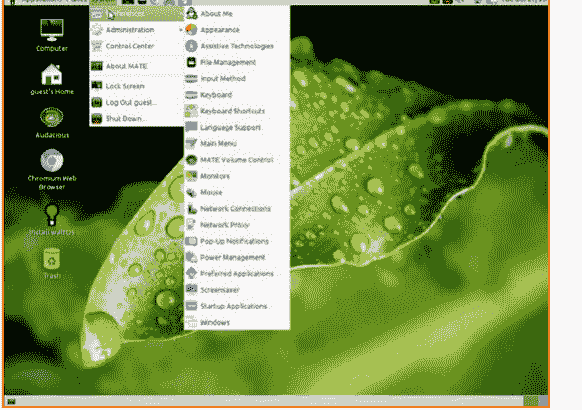 Preferences
Administration
Control Center
About MATE
Lock Screen
Log Out guest...
Shut Down...
About Me
Appearance
Assistive Technologies
File Management
Input Method
Keyboard
Keyboard Shortcuts
Language Support
Main Menu
MATE Volume Control
Monitors
Mouse
Network Connections
Network Proxy
Pop-Up Notifications
Power Management
Preferred Applications
Screensaver
Startup Applications
Windows
Computer
guest's Home
Audacious
Chromium Web
Browser
Trash